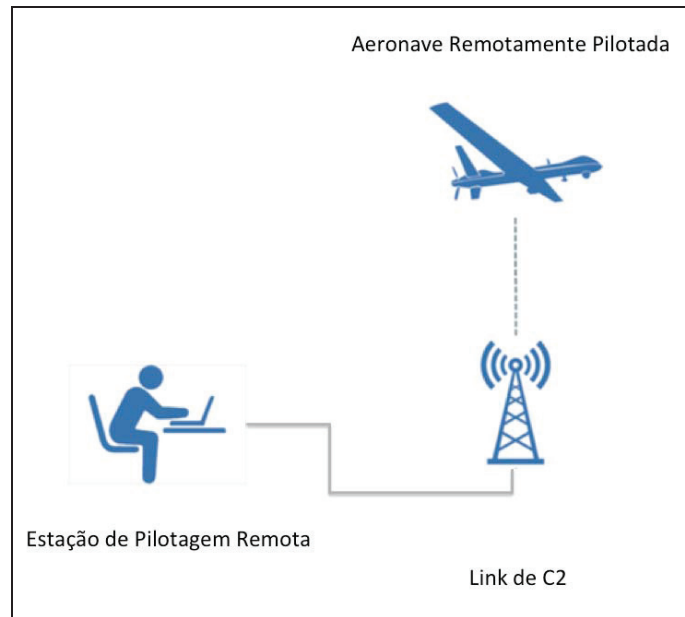 Aeronave Remotamente Pilotada
Estação de Pilotagem Remota
Link de C2